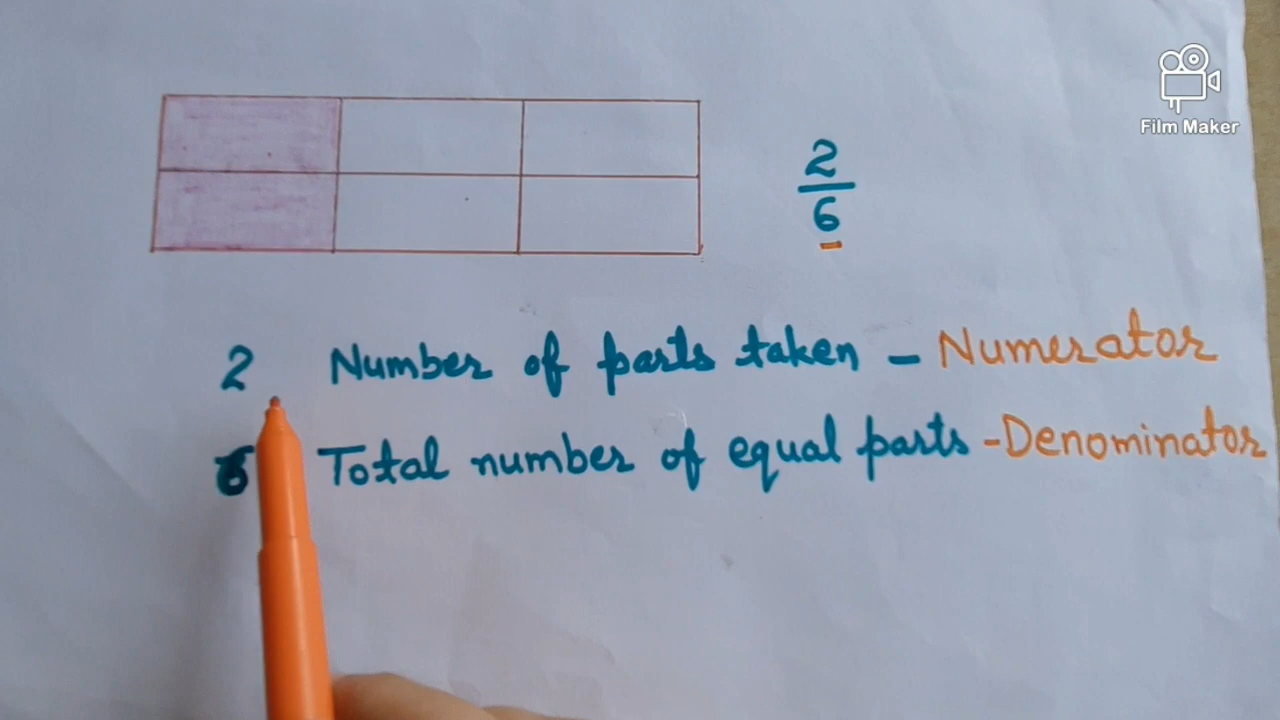 Film Maker
2
6
2 Number of parts taken - Numerator
6 Total number of equal parts - Denominator